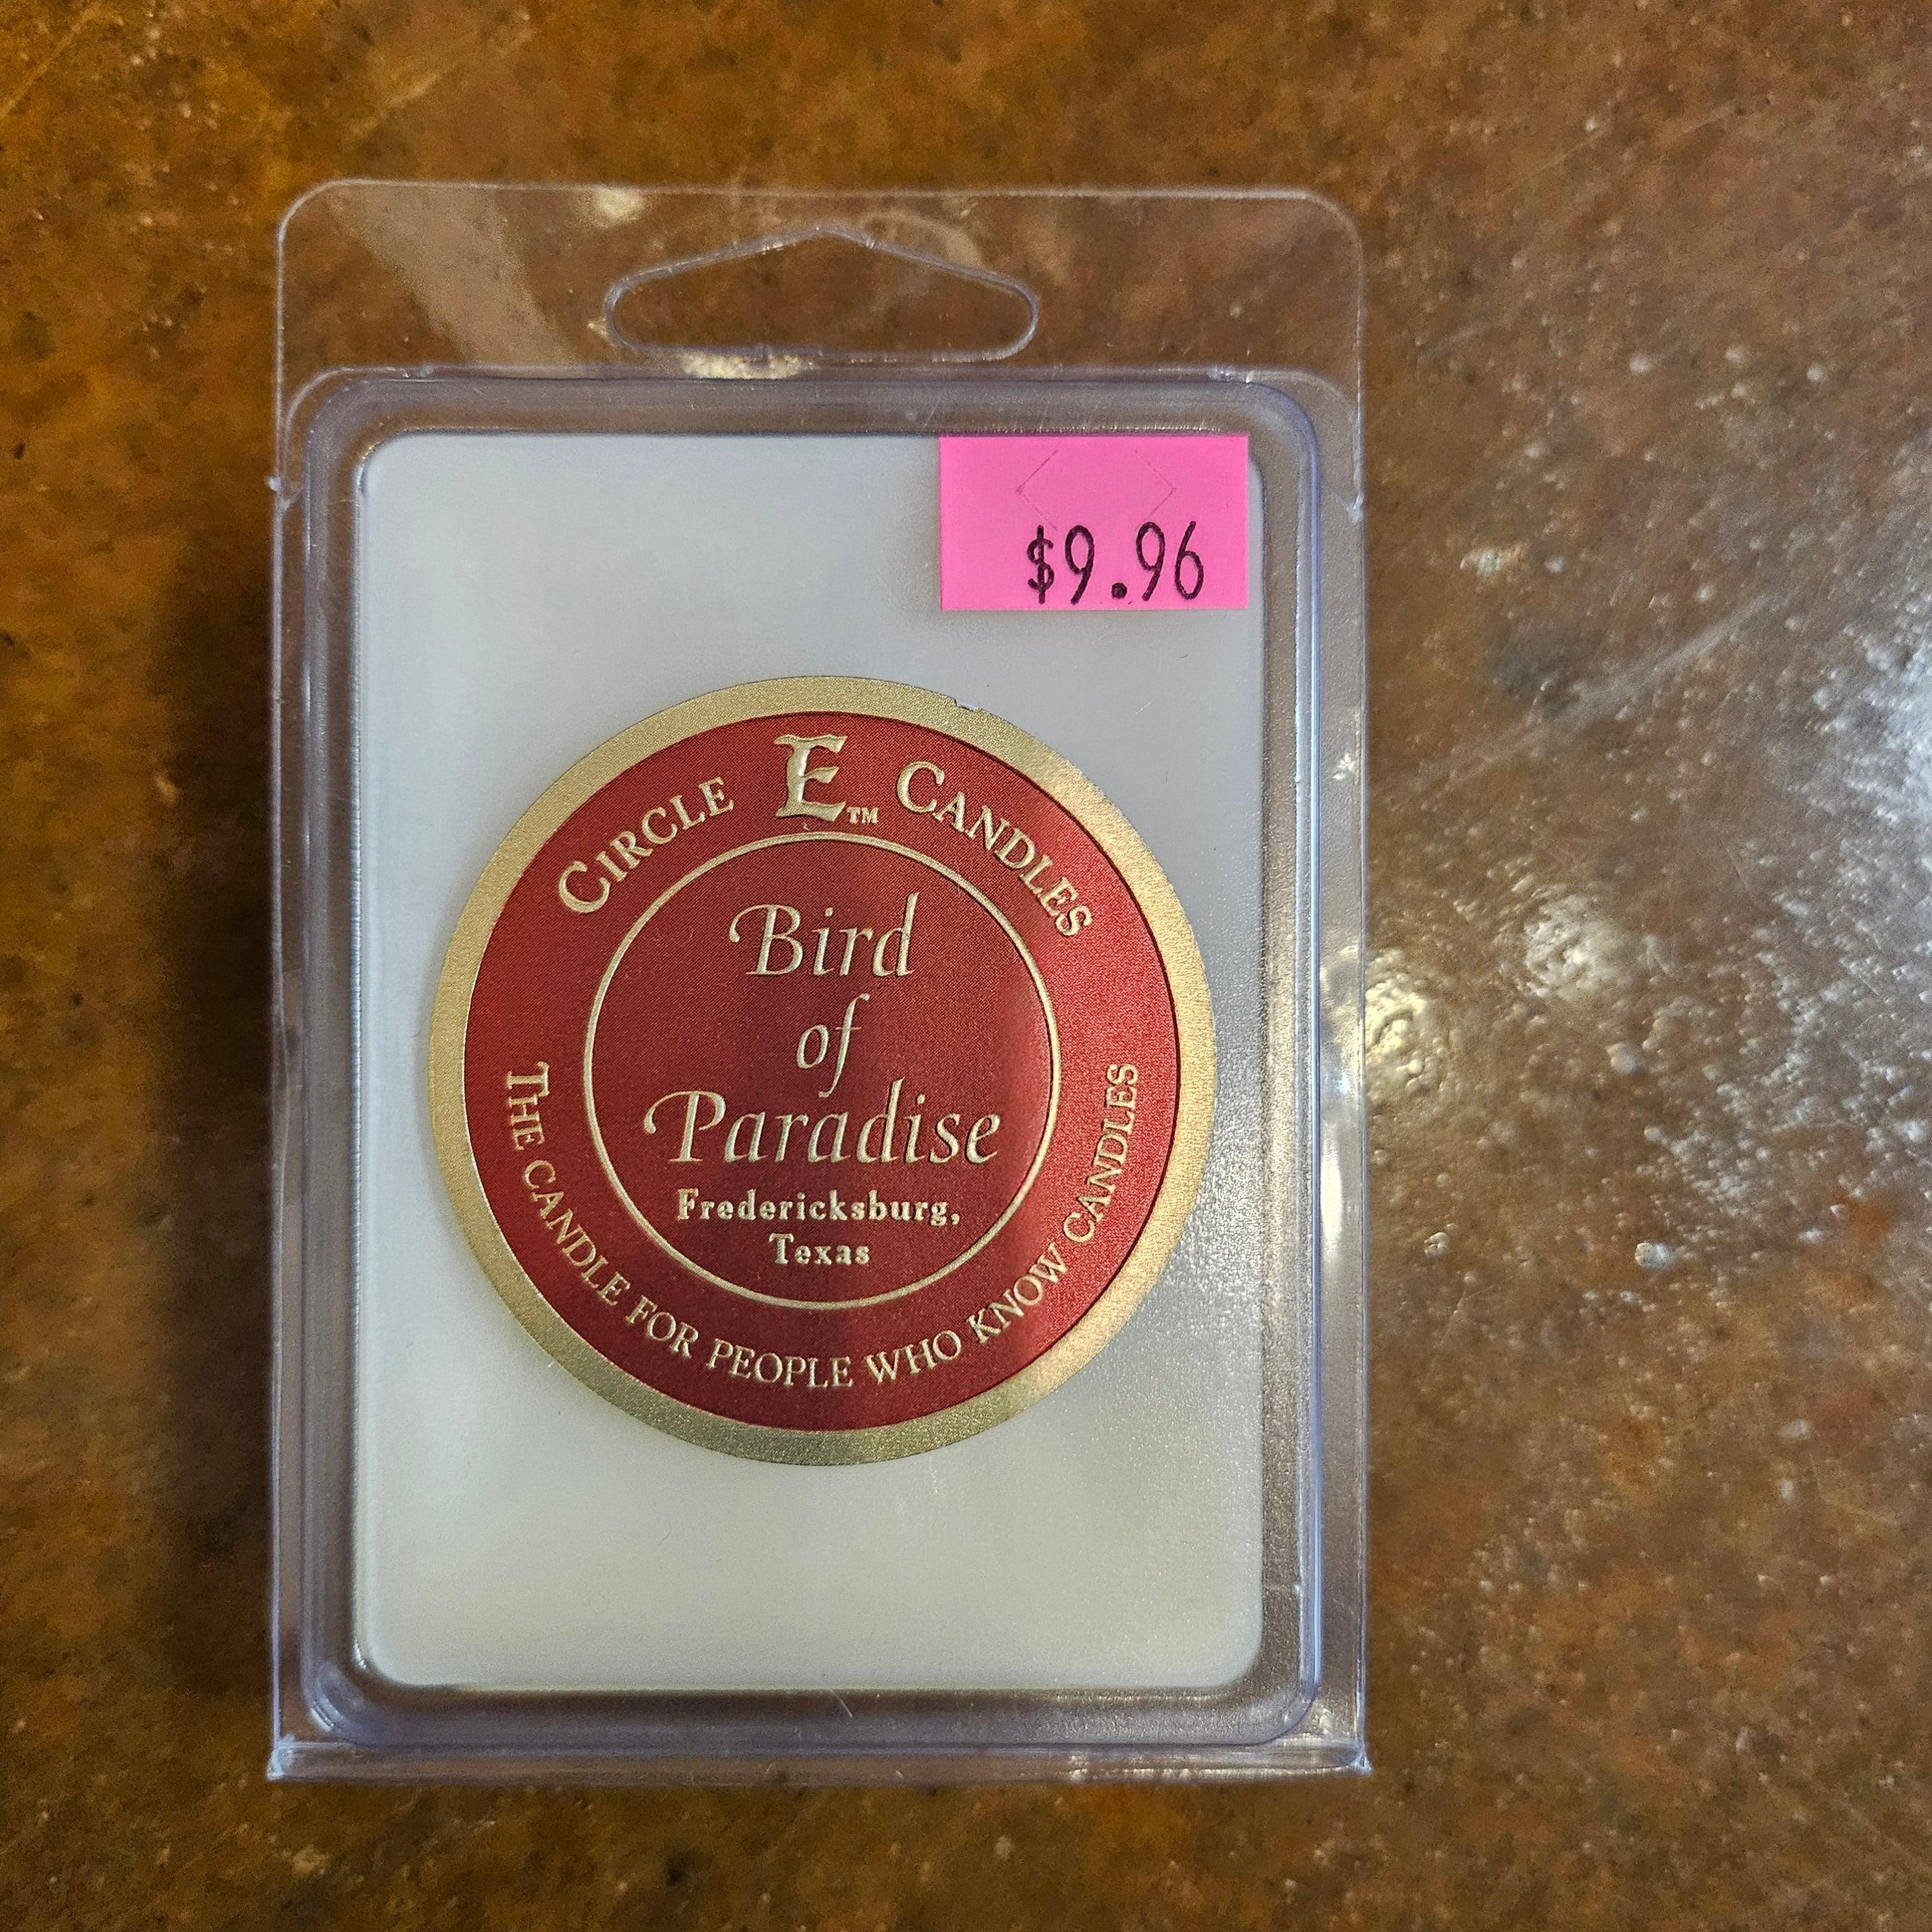 $9.96
CIRCLE E™ CANDLES
Bird
of
Paradise
Fredericksburg,
Texas
THE CANDLE FOR PEOPLE WHO KNOW CANDLES